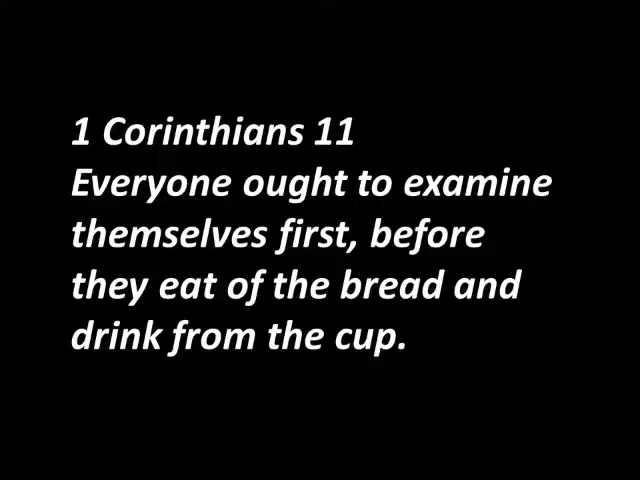 1 Corinthians 11
Everyone ought to examine
themselves first, before
they eat of the bread and
drink from the cup.